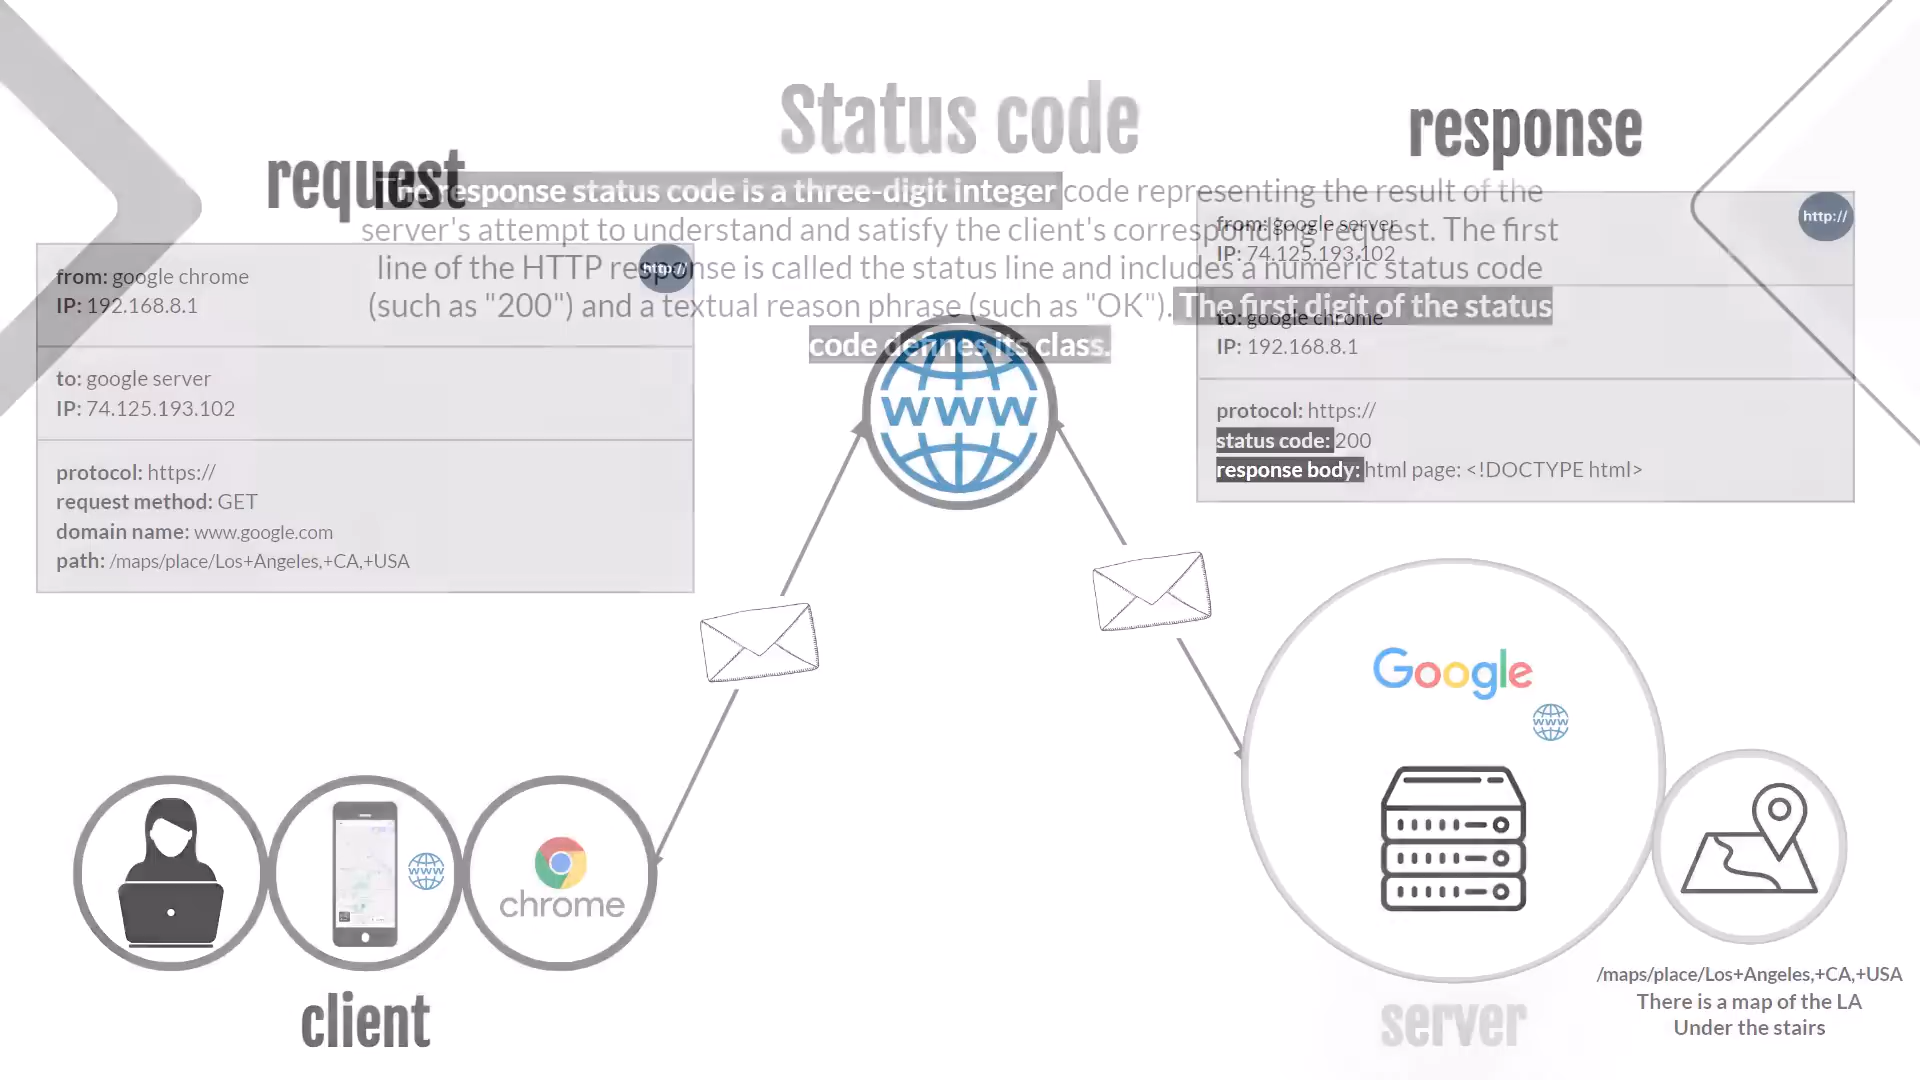 Status code
The response status code is a three-digit integer code representing the result of the
server's attempt to understand and satisfy the client's corresponding request. The first
line of the HTTP response is called the status line and includes a numeric status code
(such as "200") and a textual reason phrase (such as "OK"). The first digit of the status
code defines its class.
request
http://
from: google chrome
IP: 192.168.8.1
to: google server
IP: 74.125.193.102
protocol: https://
request method: GET
domain name: www.google.com
path: /maps/place/Los+Angeles,+CA,+USA
response
http://
from: google server
IP: 74.125.193.102
to: google chrome
IP: 192.168.8.1
protocol: https://
status code: 200
response body: html page: <!DOCTYPE html>
www
Google
www
www
chrome
client
server
/maps/place/Los+Angeles,+CA,+USA
There is a map of the LA
Under the stairs